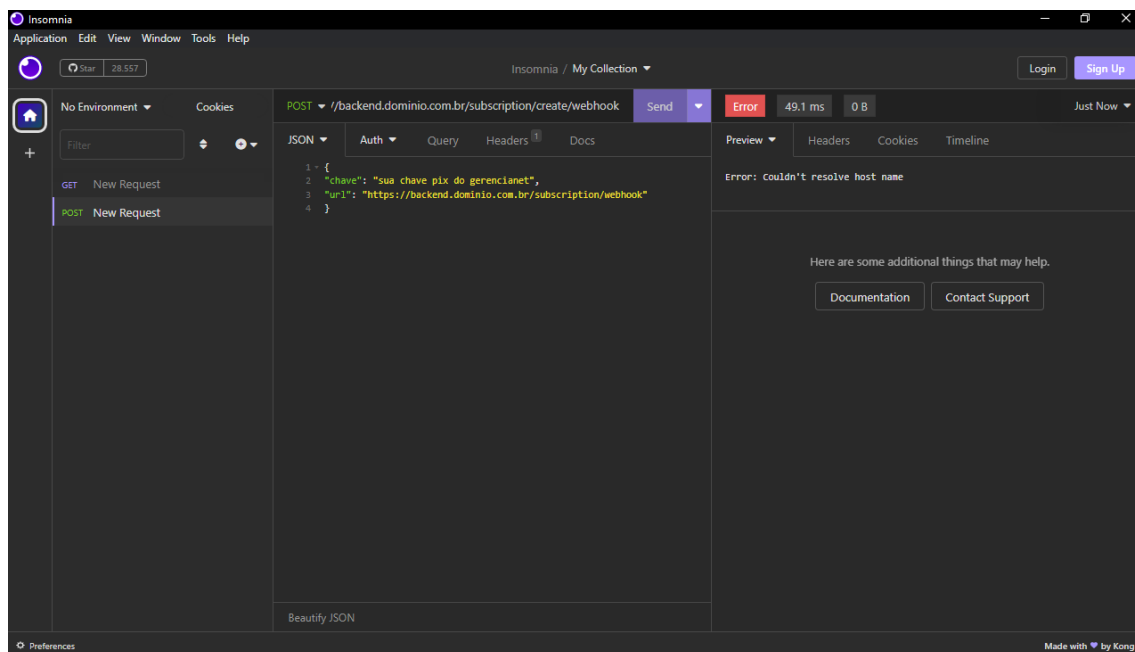 Insomnia
Application Edit View Window Tools Help
Star 28.557
Insomnia / My Collection
Login
Sign Up
No Environment
Cookies
POST //backend.dominio.com.br/subscription/create/webhook
Send
Error
49.1 ms
0 B
Just Now
Filter
JSON
Auth
Query
Headers 1
Docs
Preview
Headers
Cookies
Timeline
GET New Request
POST New Request
1 {
2 "chave": "sua chave pix do gerencianet",
3 "url": "https://backend.dominio.com.br/subscription/webhook"
4 }
Error: Couldn't resolve host name
Here are some additional things that may help.
Documentation
Contact Support
Beautify JSON
Preferences
Made with 💜 by Kong